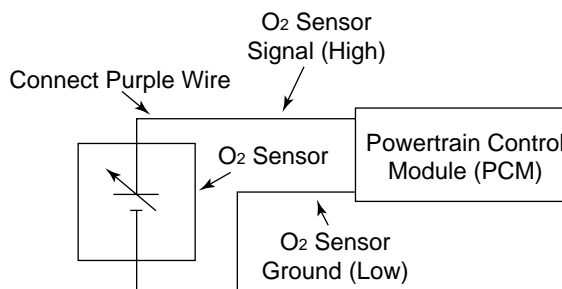 O2 Sensor
Signal (High)
Connect Purple Wire
O2 Sensor
Powertrain Control
Module (PCM)
O2 Sensor
Ground (Low)